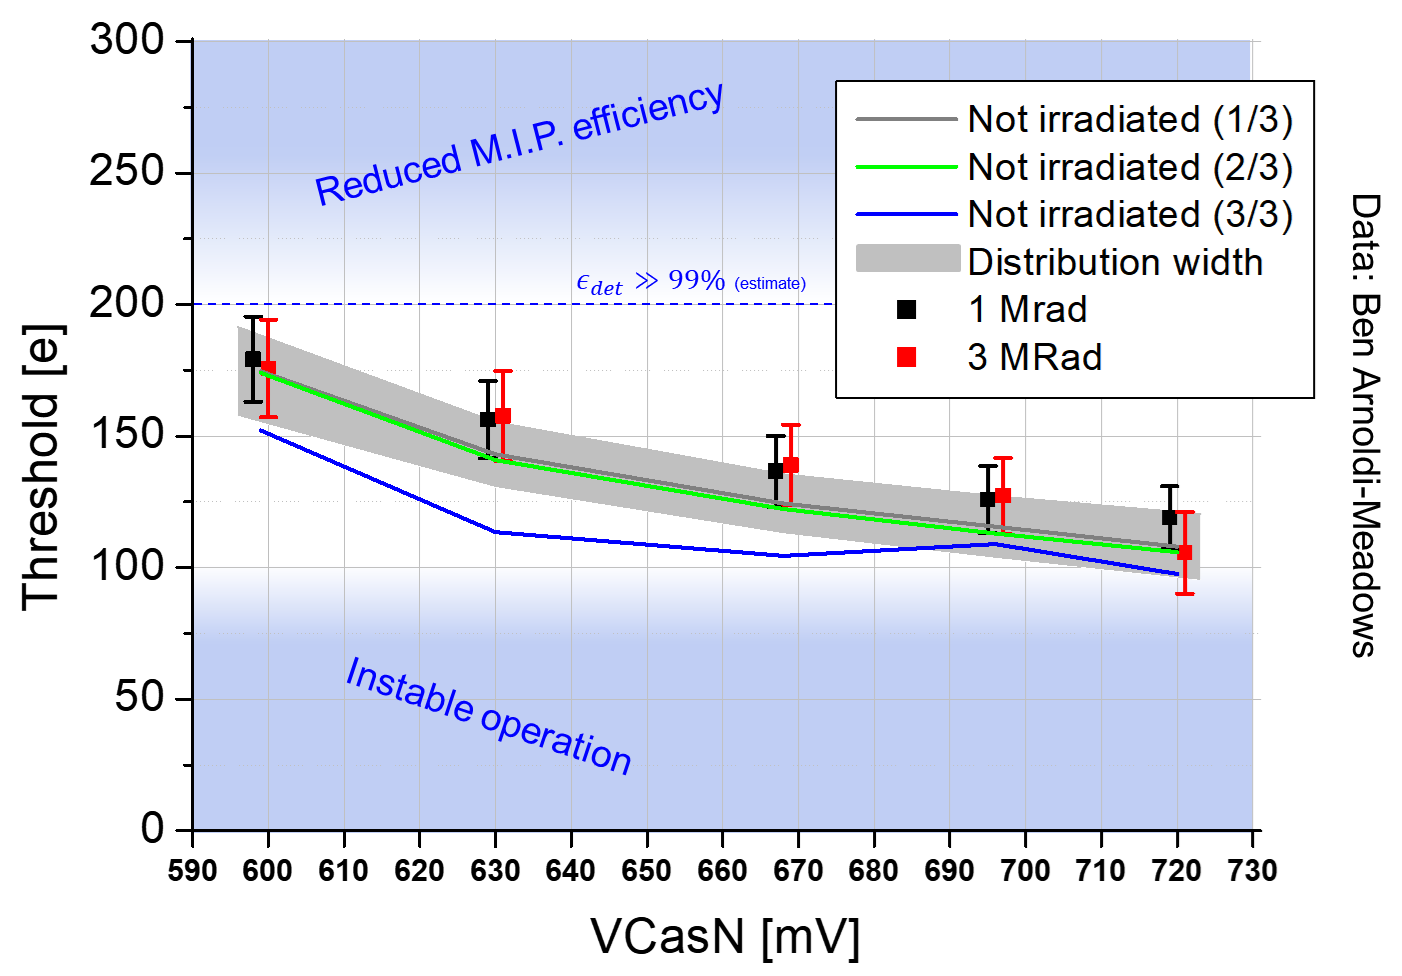 300
250
200
150
100
50
0
Threshold [e]
590 600 610 620 630 640 650 660 670 680 690 700 710 720 730
VCasN [mV]
Reduced M.I.P. efficiency
ϵdet ≫ 99% (estimate)
Instable operation
Not irradiated (1/3)
Not irradiated (2/3)
Not irradiated (3/3)
Distribution width
1 Mrad
3 MRad
Data: Ben Arnoldi-Meadows